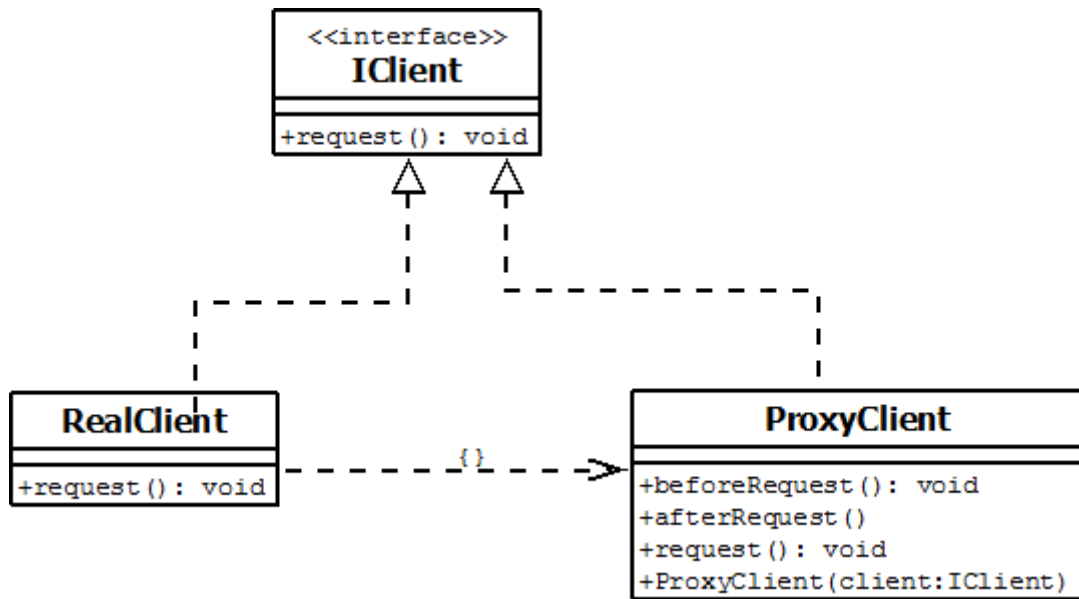 <<interface>>
IClient
+request(): void
RealClient
+request(): void
{}
ProxyClient
+beforeRequest(): void
+afterRequest()
+request(): void
+ProxyClient(client:IClient)